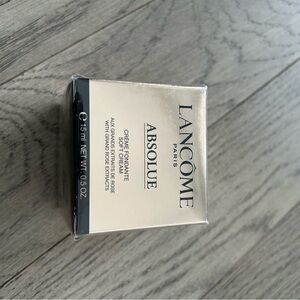 LANCÔME
PARIS
ABSOLUE
CRÈME FONDANTE
SOFT CREAM
AUX GRANDS EXTRAITS DE ROSE
WITH GRAND ROSE EXTRACTS
℮ 15 ml NET WT. 0.5 OZ.